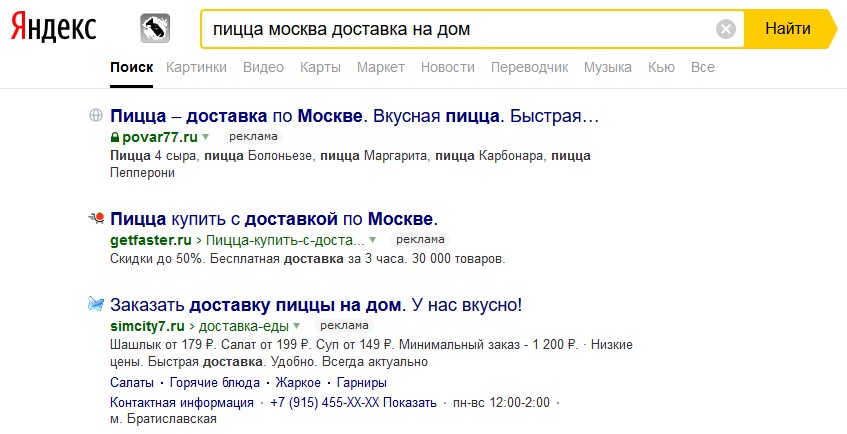 Яндекс
пицца москва доставка на дом
Найти
Поиск Картинки Видео Карты Маркет Новости Переводчик Музыка Кью Все
Пицца – доставка по Москве. Вкусная пицца. Быстрая…
povar77.ru реклама
Пицца 4 сыра, пицца Болоньезе, пицца Маргарита, пицца Карбонара, пицца
Пепперони
Пицца купить с доставкой по Москве.
getfaster.ru › Пицца-купить-с-доста... реклама
Скидки до 50%. Бесплатная доставка за 3 часа. 30 000 товаров.
Заказать доставку пиццы на дом. У нас вкусно!
simcity7.ru › доставка-еды реклама
Шашлык от 179 ₽. Салат от 199 ₽. Суп от 149 ₽. Минимальный заказ - 1 200 ₽. · Низкие
цены. Быстрая доставка. Удобно. Всегда актуально
Салаты · Горячие блюда · Жаркое · Гарниры
Контактная информация · +7 (915) 455-XX-XX Показать · пн-вс 12:00-2:00 ·
м. Братиславская